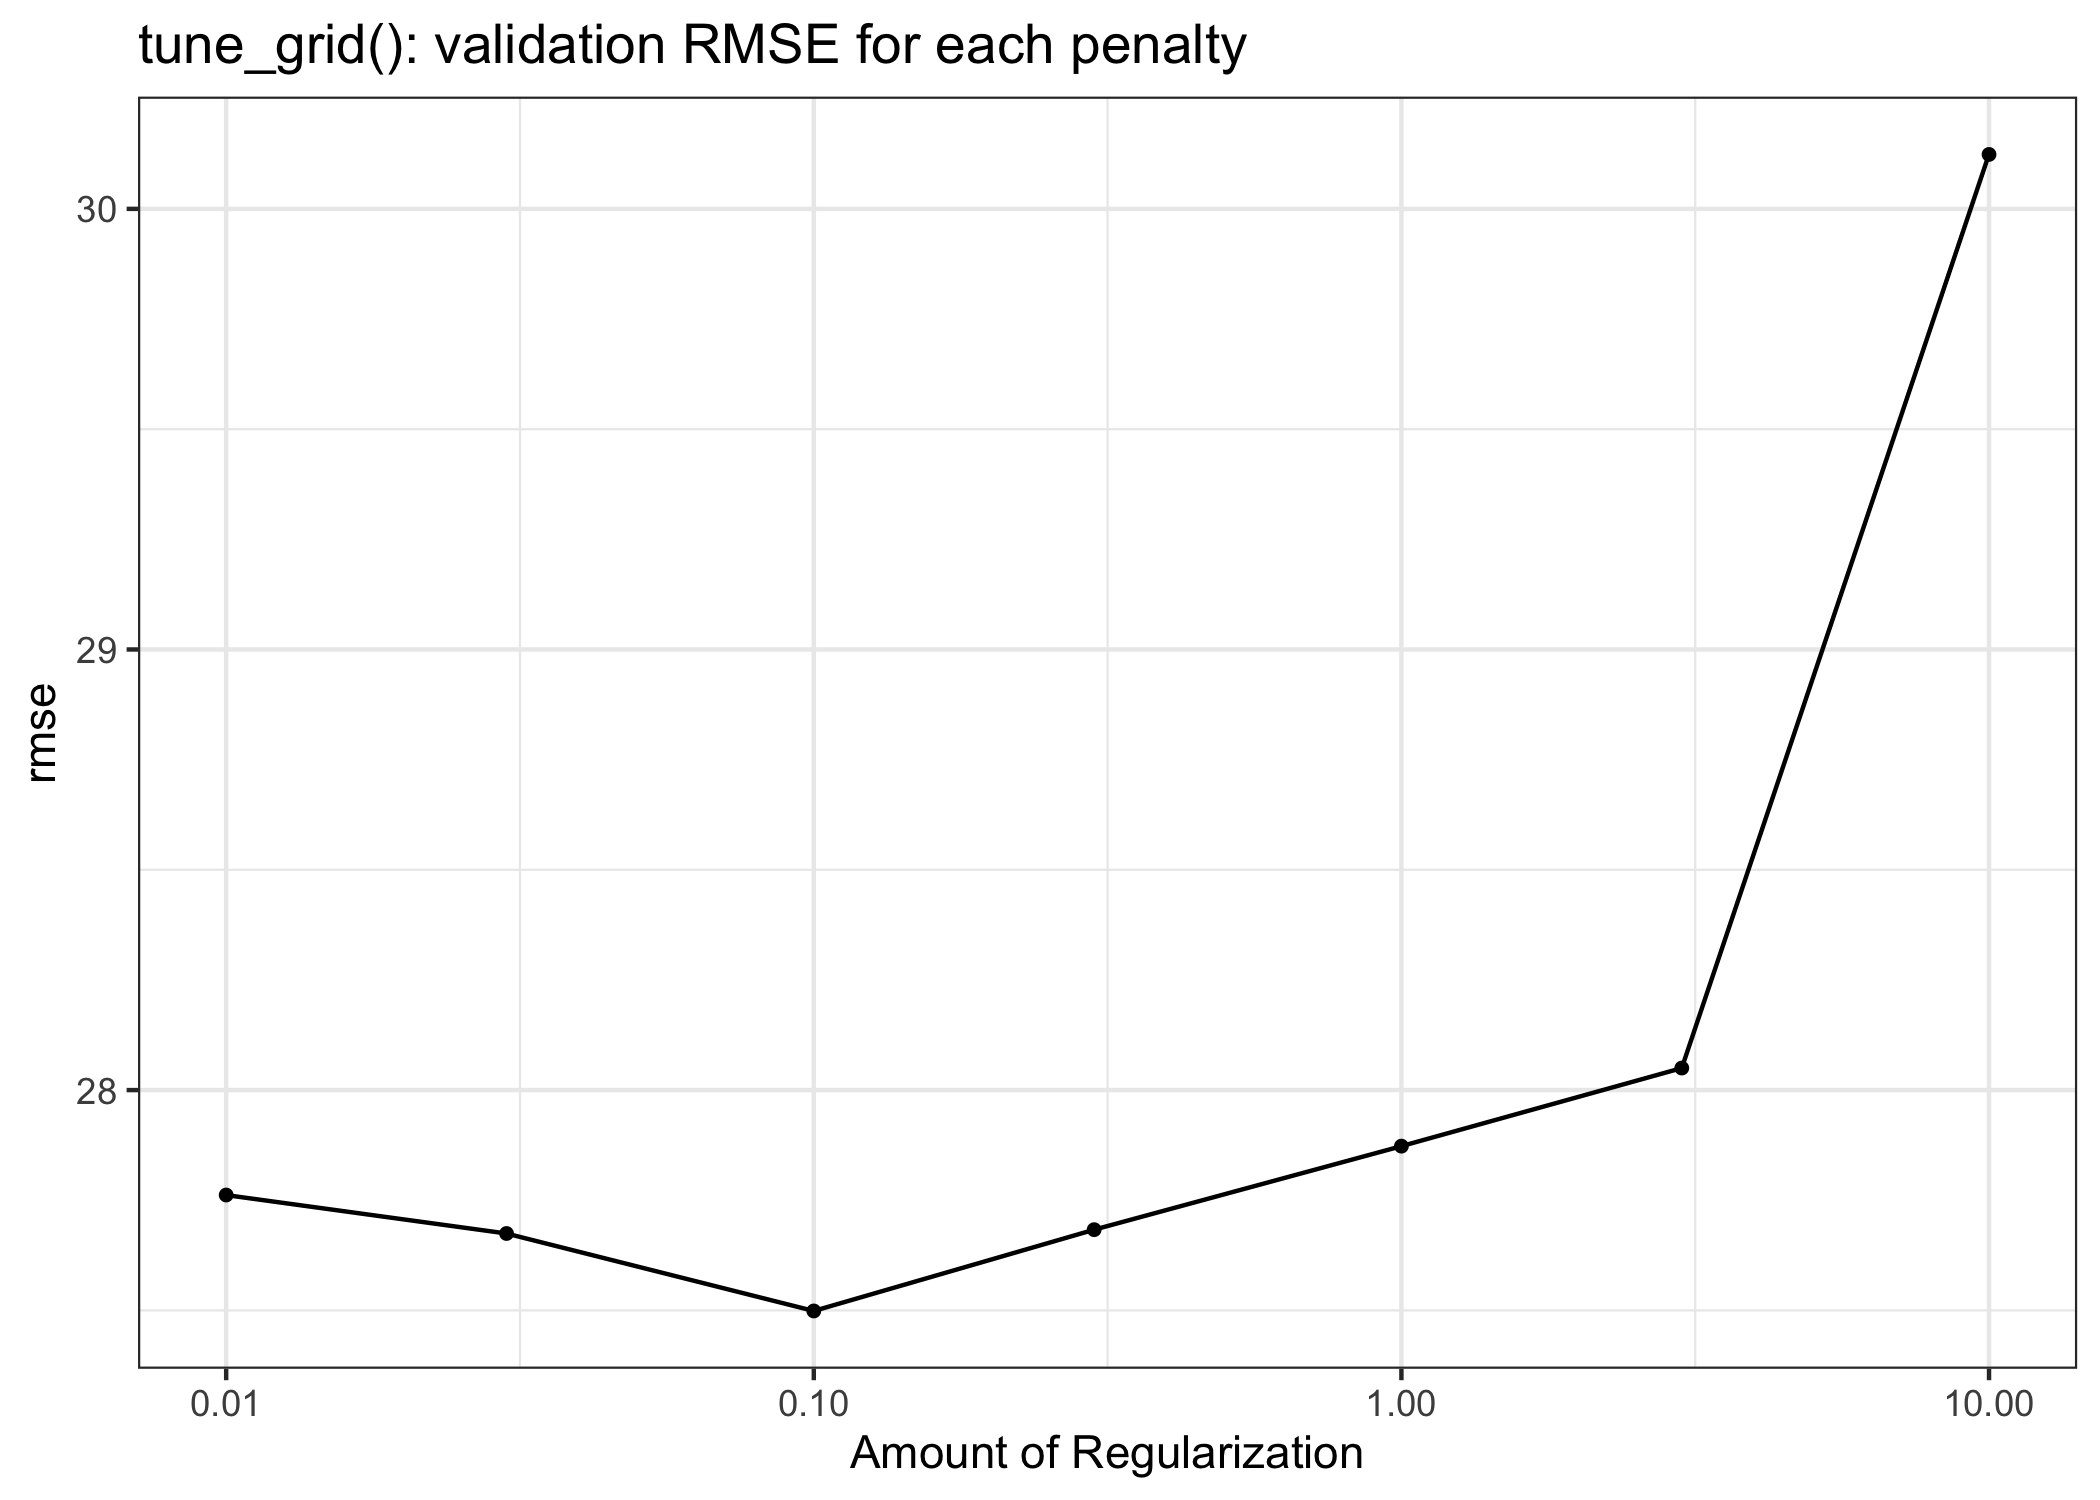 tune_grid(): validation RMSE for each penalty
30
29
28
rmse
0.01 0.10 1.00 10.00
Amount of Regularization